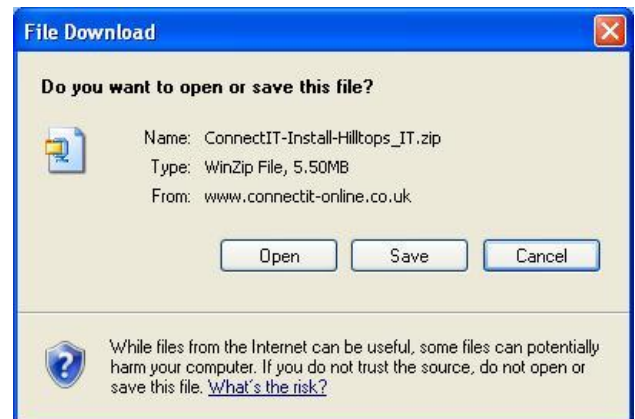 File Download
Do you want to open or save this file?
Name: ConnectIT-Install-Hilltops_IT.zip
Type: WinZip File, 5.50MB
From: www.connectit-online.co.uk
Open Save Cancel
While files from the Internet can be useful, some files can potentially
harm your computer. If you do not trust the source, do not open or
save this file. What's the risk?